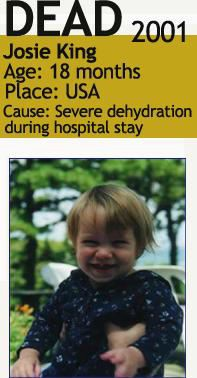 DEAD 2001
Josie King
Age: 18 months
Place: USA
Cause: Severe dehydration
during hospital stay